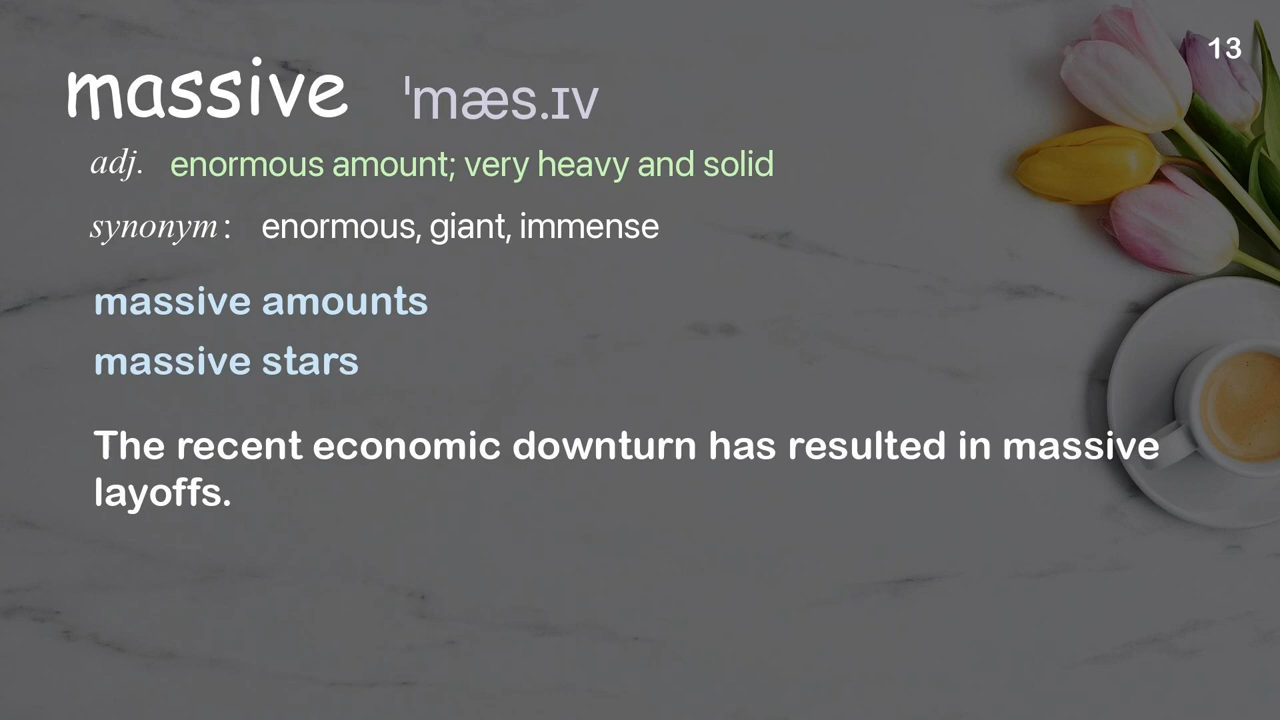 13
massive ˈmæs.ɪv
adj. enormous amount; very heavy and solid
synonym: enormous, giant, immense
massive amounts
massive stars
The recent economic downturn has resulted in massive
layoffs.